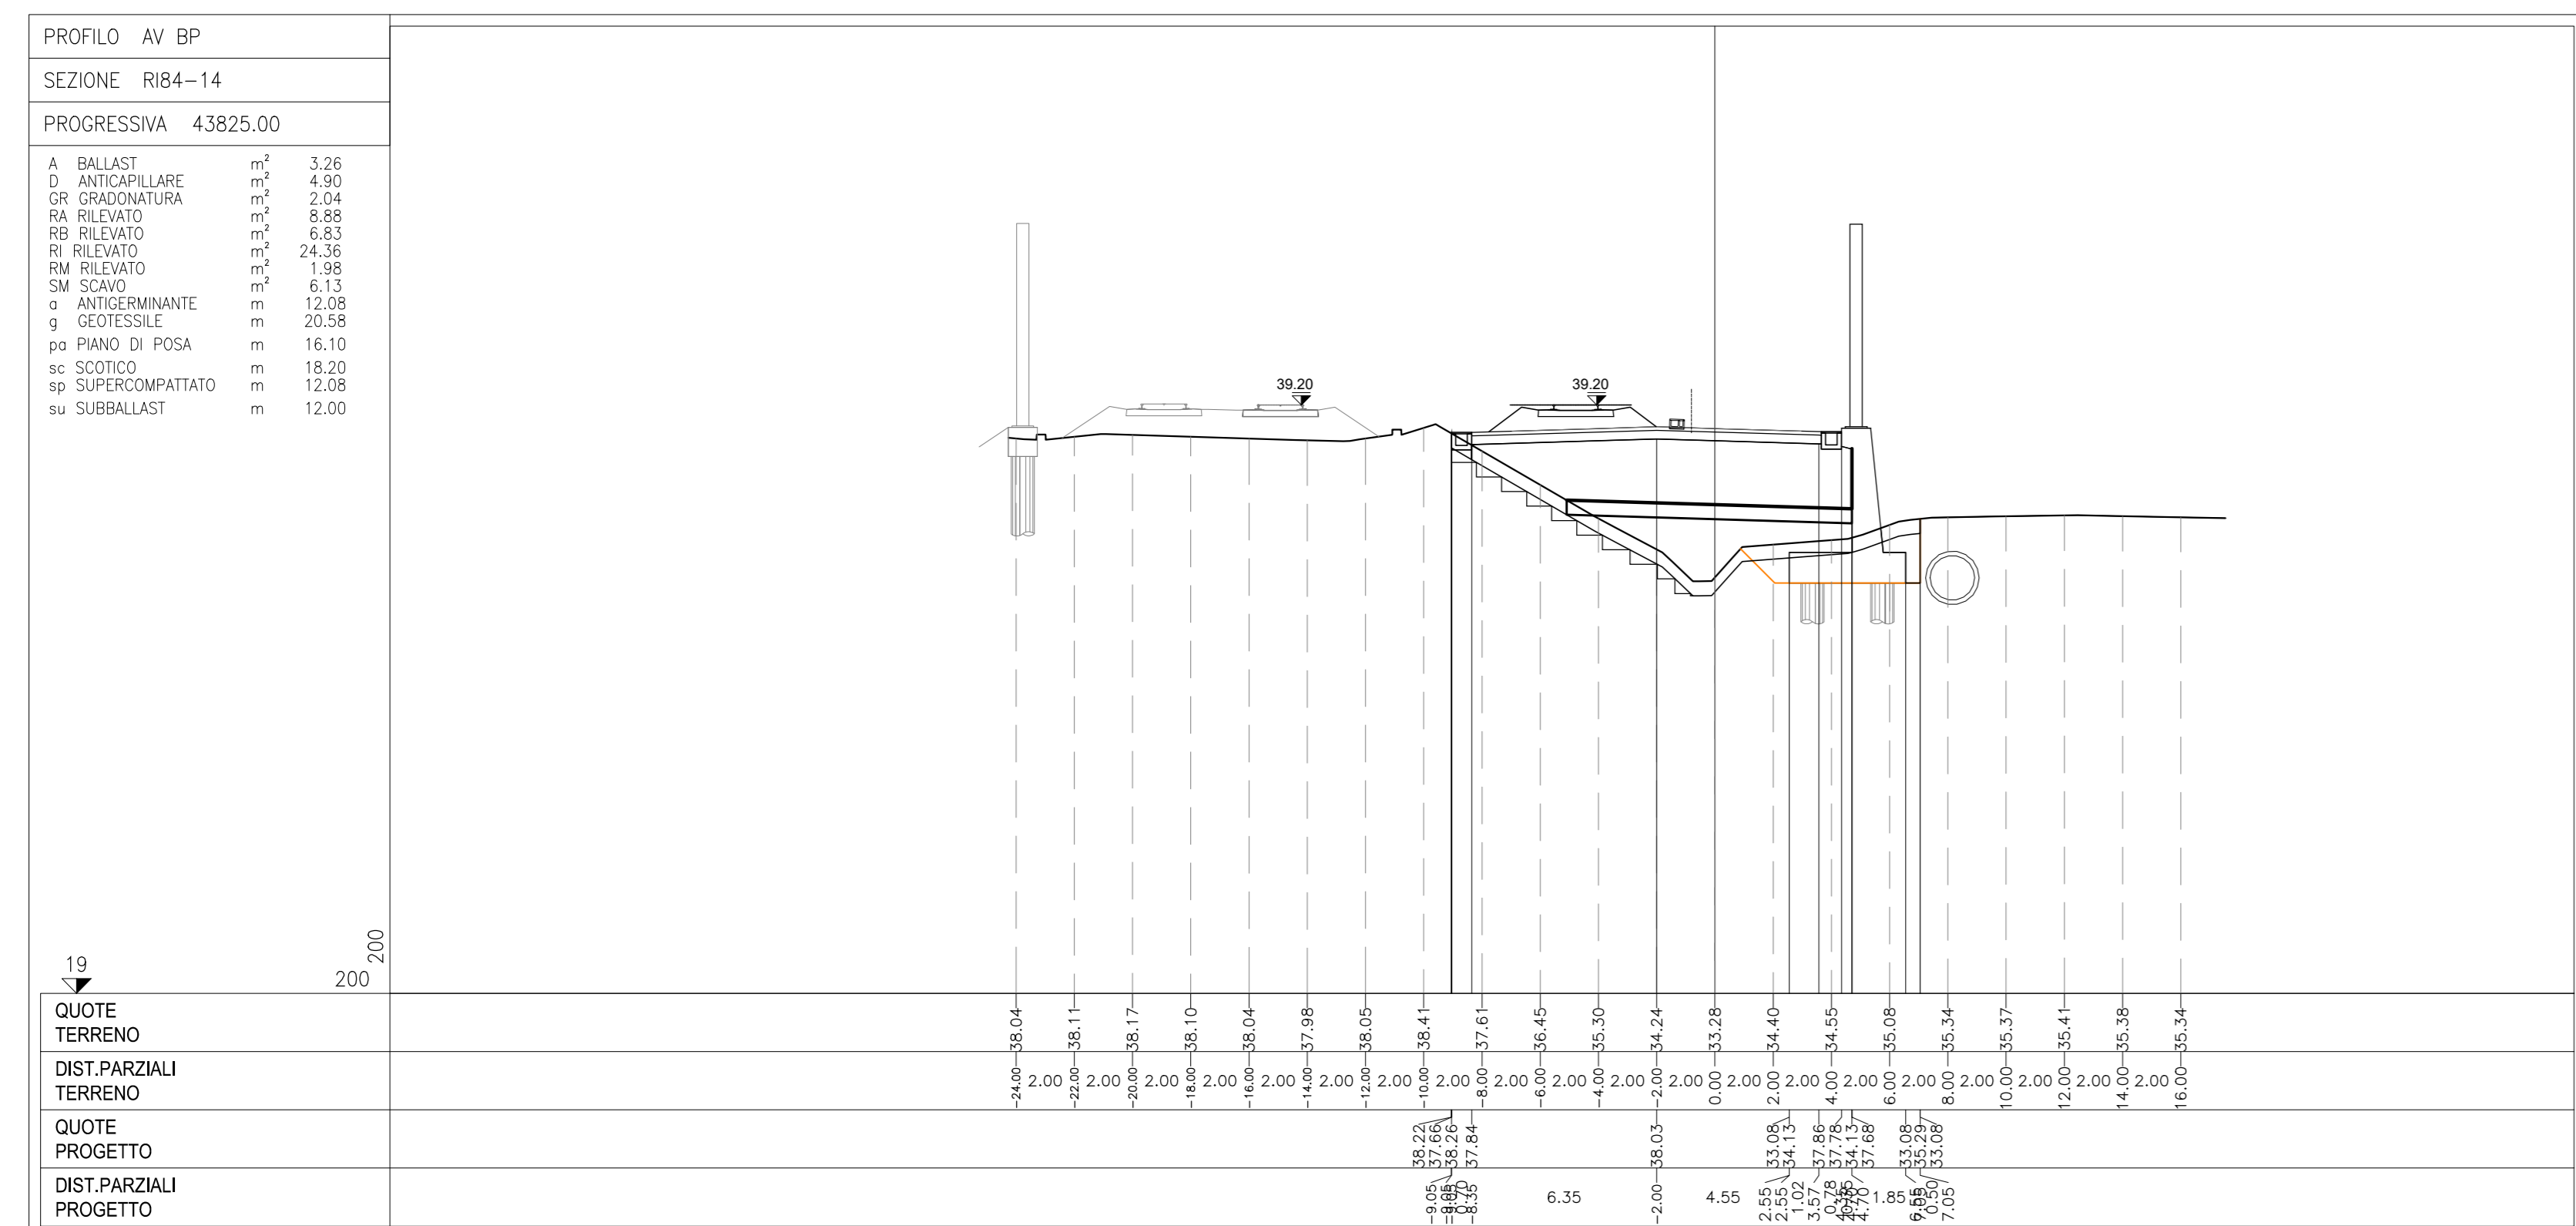 PROFILO AV BP
SEZIONE RI84-14
PROGRESSIVA 43825.00
A BALLAST m² 3.26
D ANTICAPILLARE m² 4.90
GR GRADONATURA m² 2.04
RA RILEVATO m² 8.88
RB RILEVATO m² 6.83
RI RILEVATO m² 24.36
RM RILEVATO m² 1.98
SM SCAVO m² 6.13
a ANTIGERMINANTE m 12.08
g GEOTESSILE m 20.58
pa PIANO DI POSA m 16.10
sc SCOTICO m 18.20
sp SUPERCOMPATTATO m 12.08
su SUBBALLAST m 12.00
39.20 39.20
19 200 200
QUOTE
TERRENO
38.04 38.11 38.17 38.10 38.04 37.98 38.05 38.41 37.61 36.45 35.30 34.24 33.28 34.40 34.55 35.08 35.34 35.37 35.41 35.38 35.34
DIST.PARZIALI
TERRENO
-24.00 2.00 -22.00 2.00 -20.00 2.00 -18.00 2.00 -16.00 2.00 -14.00 2.00 -12.00 2.00 -10.00 2.00 -8.00 2.00 -6.00 2.00 -4.00 2.00 -2.00 2.00 0.00 2.00 2.00 2.00 4.00 2.00 6.00 2.00 8.00 2.00 10.00 2.00 12.00 2.00 14.00 2.00 16.00
QUOTE
PROGETTO
38.22 37.66 38.26 37.84 38.03 33.08 34.13 37.86 37.78 34.13 37.68 33.08 35.29 33.08
DIST.PARZIALI
PROGETTO
-9.05 -9.05 0.70 -8.35 6.35 -2.00 4.55 2.55 2.55 1.02 3.57 0.78 4.70 1.85 6.55 0.50 7.05